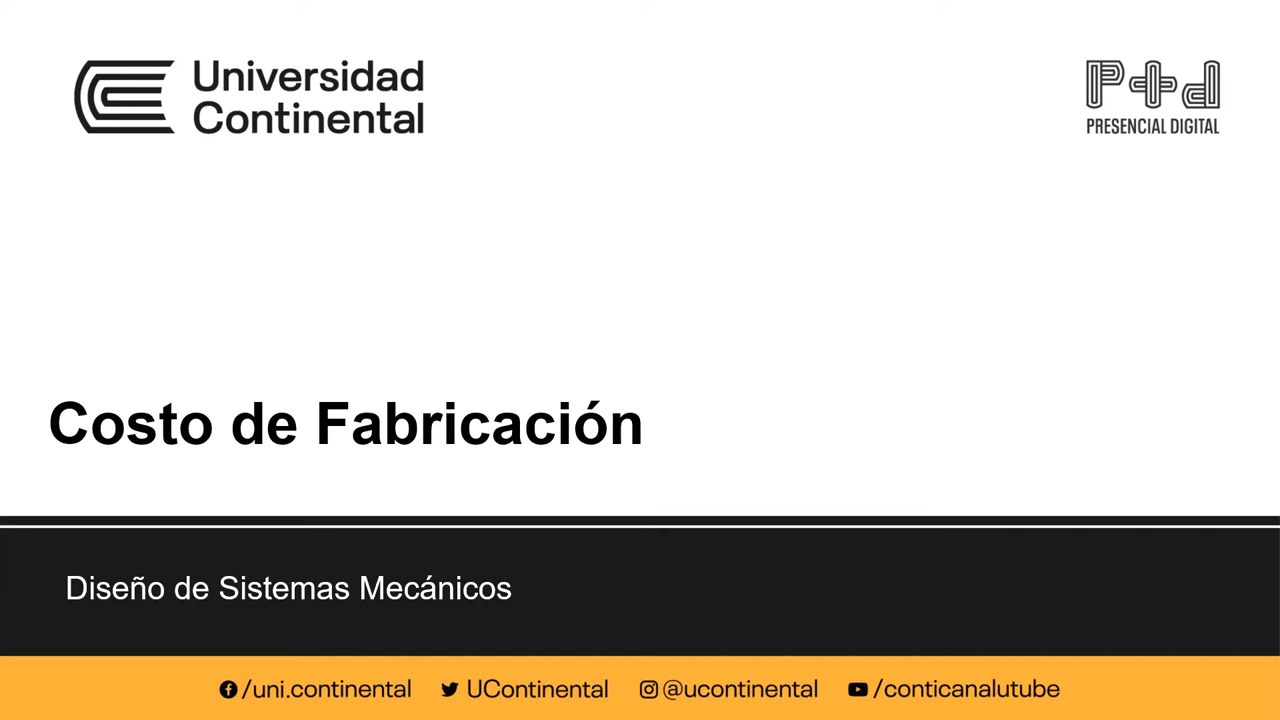 Universidad
Continental
P+d
PRESENCIAL DIGITAL
Costo de Fabricación
Diseño de Sistemas Mecánicos
/uni.continental UContinental @ucontinental /conticanalutube